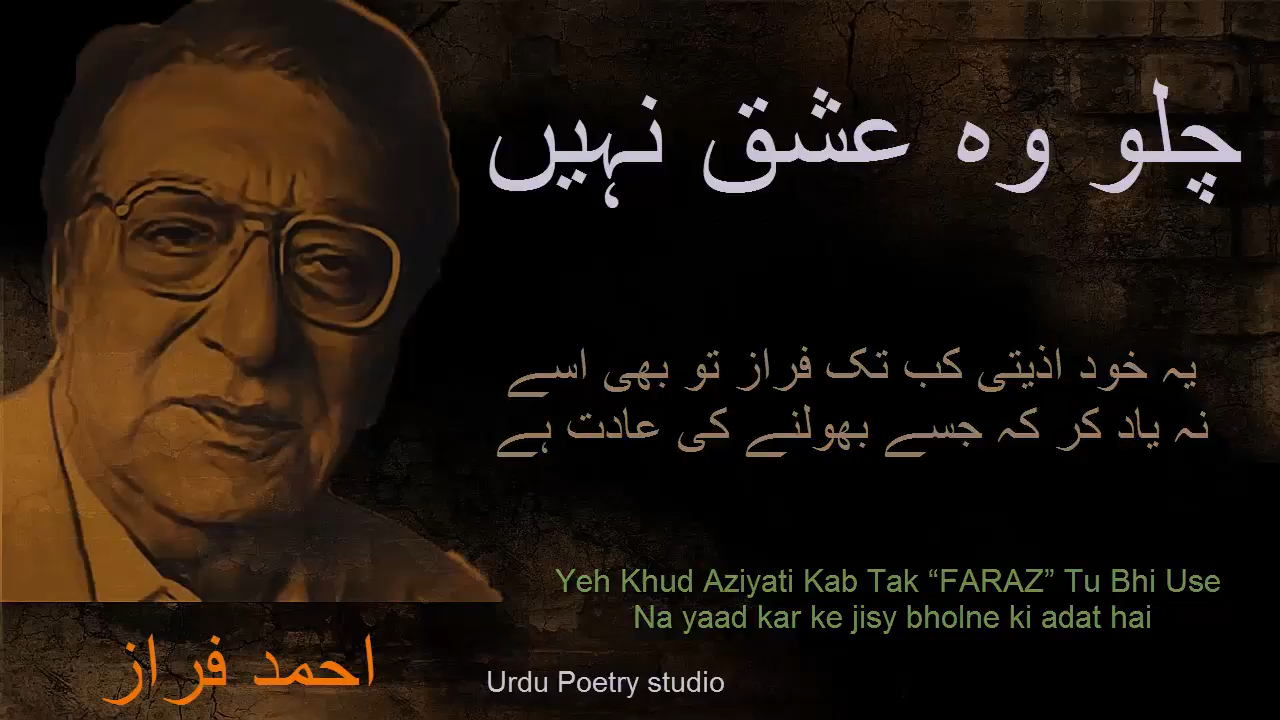 چلو وہ عشق نہیں
یہ خود اذیتی کب تک فراز تو بھی اسے
نہ یاد کر کہ جسے بھولنے کی عادت ہے
Yeh Khud Aziyati Kab Tak “FARAZ” Tu Bhi Use
Na yaad kar ke jisy bholne ki adat hai
احمد فراز
Urdu Poetry studio